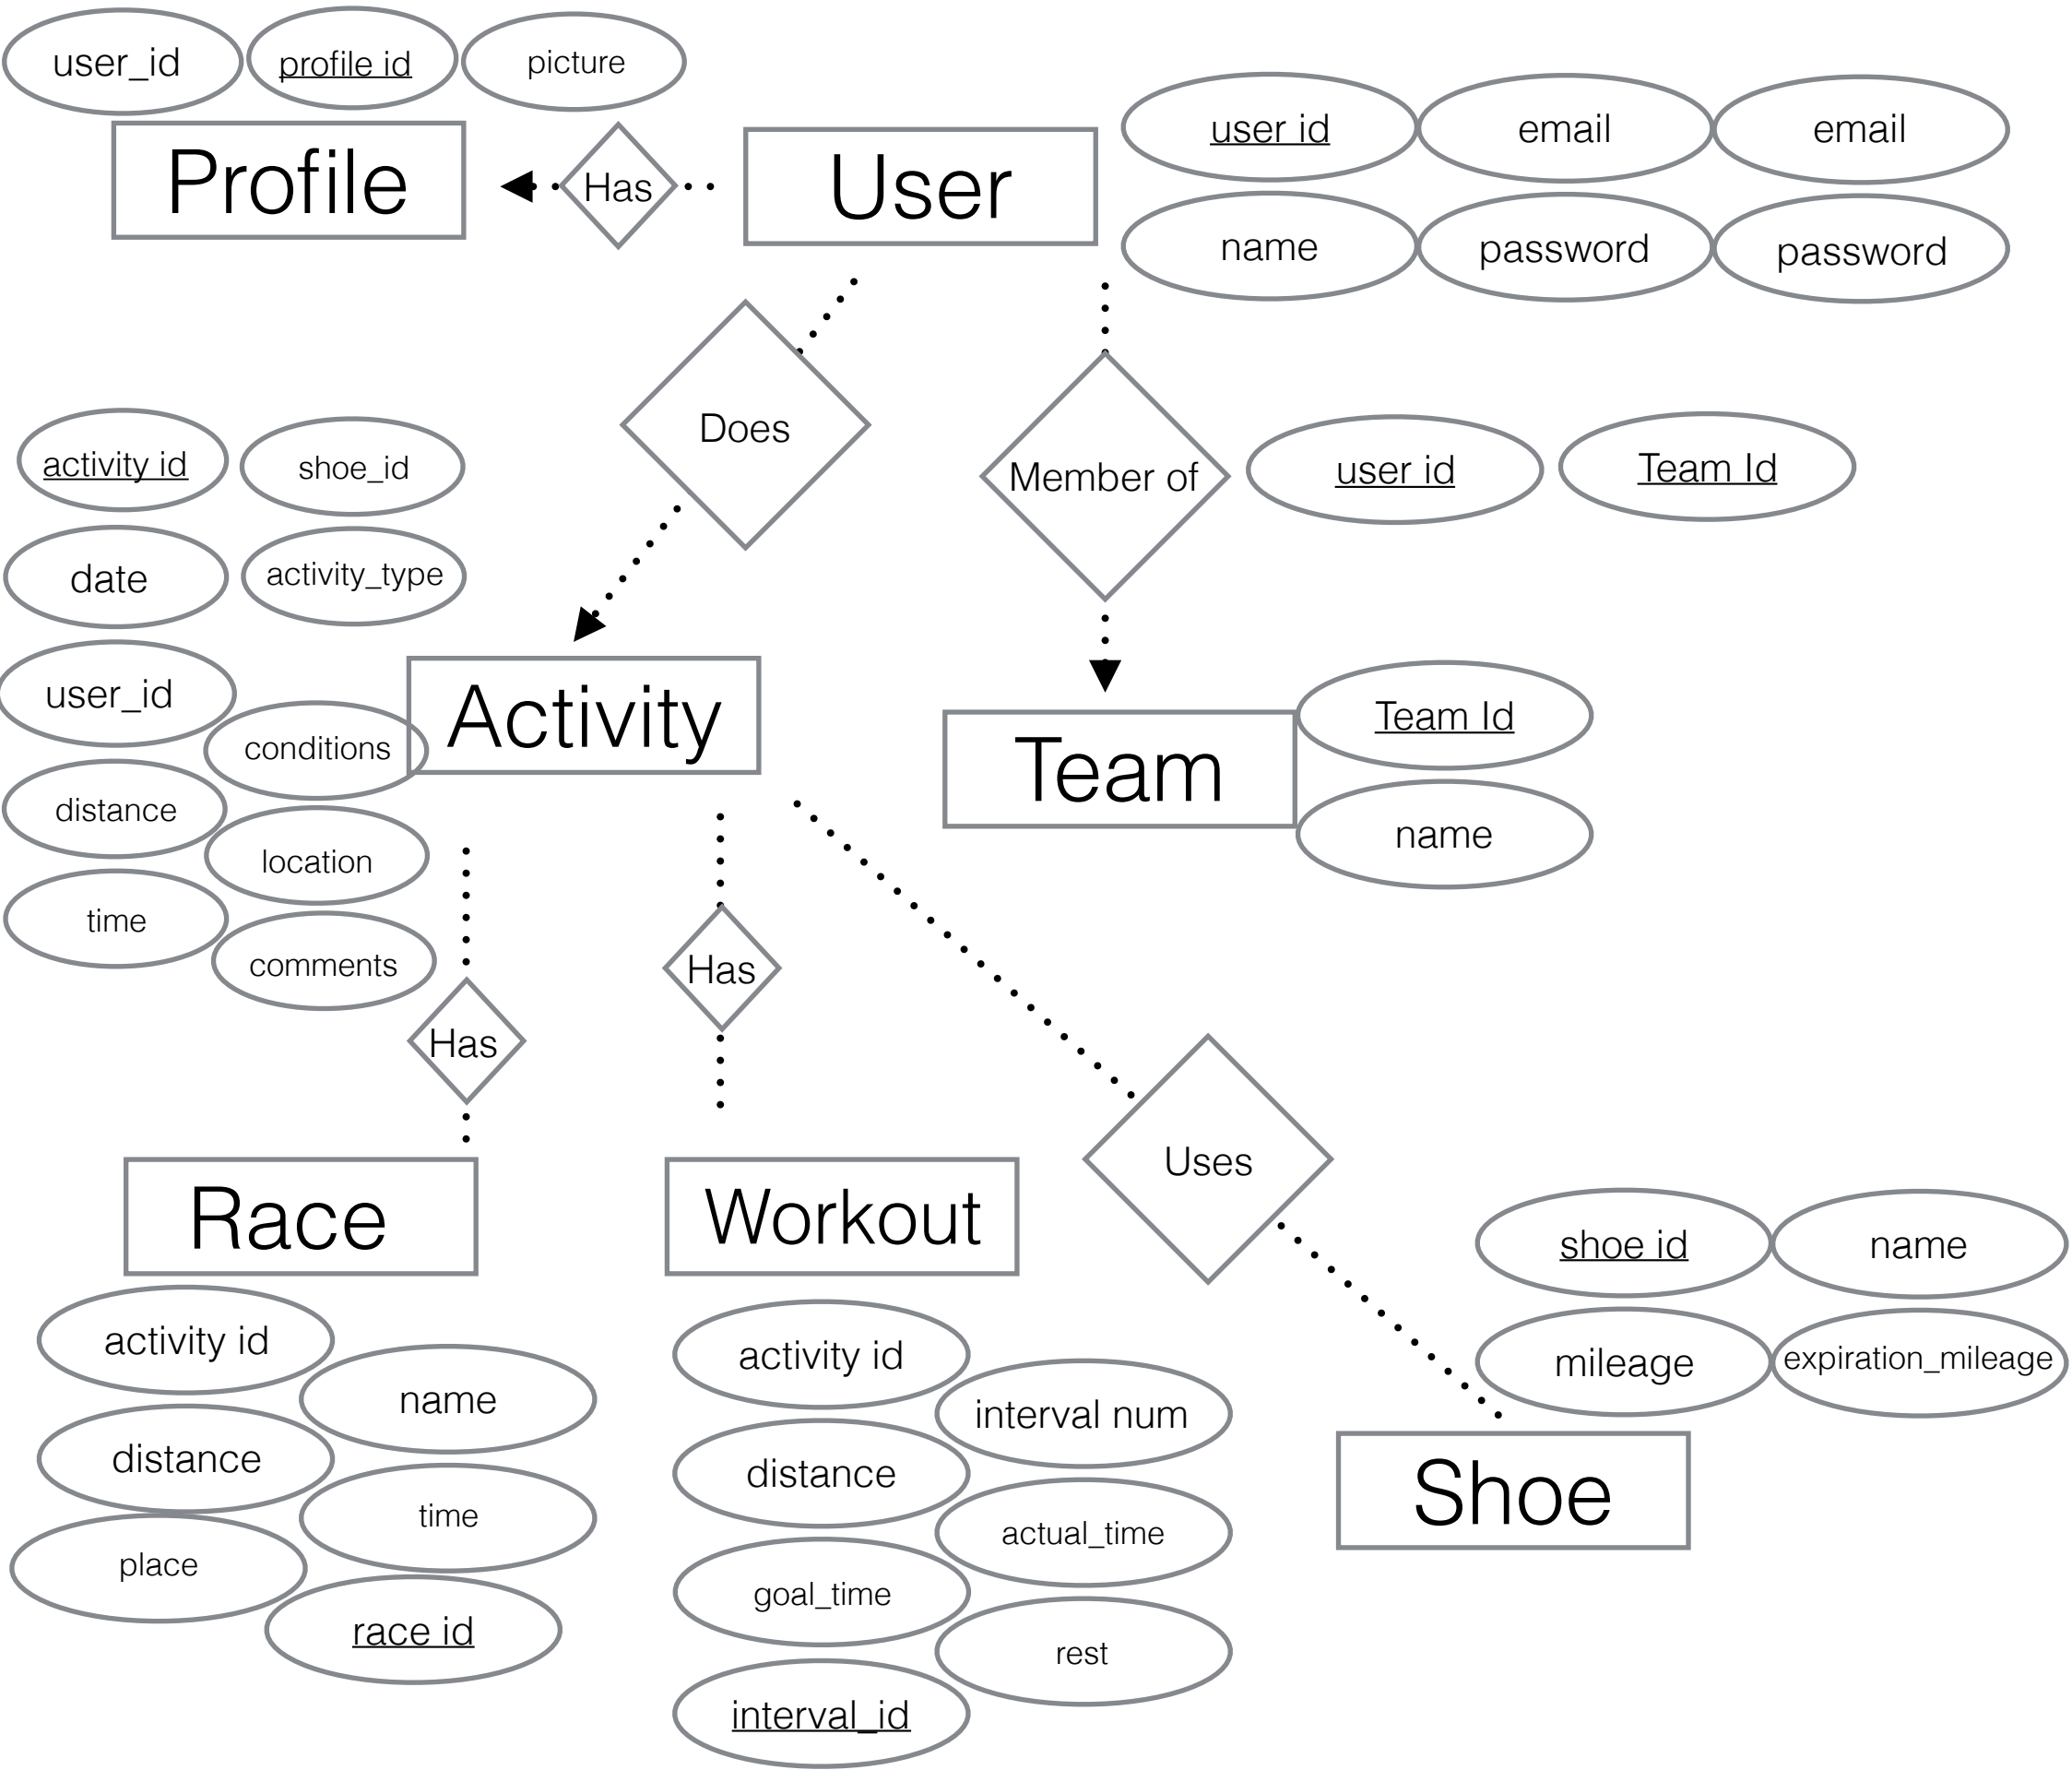 user_id
profile id
picture
Profile
Has
User
user id
email
email
name
password
password
Does
Member of
user id
Team Id
activity id
shoe_id
date
activity_type
user_id
conditions
distance
location
time
comments
Activity
Team
Team Id
name
Has
Has
Uses
Race
Workout
Shoe
shoe id
name
mileage
expiration_mileage
activity id
name
distance
time
place
race id
activity id
interval num
distance
actual_time
goal_time
rest
interval_id